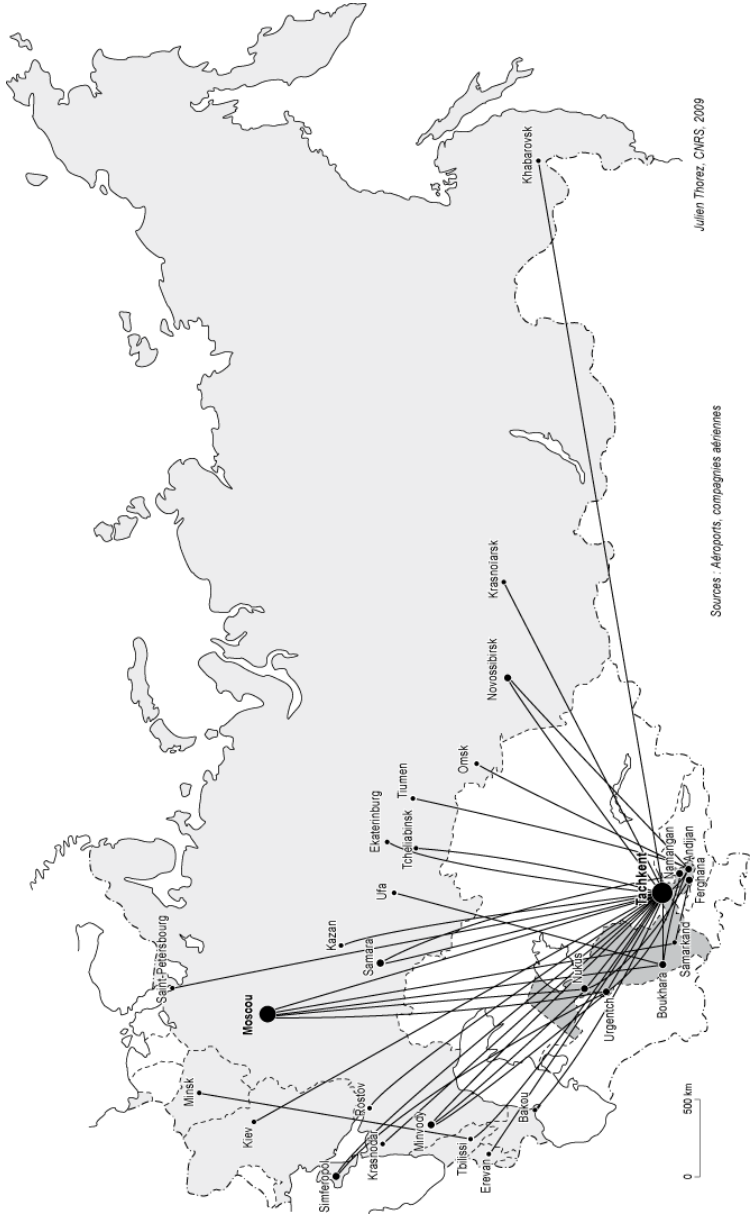 Saint-Petersbourg
Minsk
Moscou
Kiev
Kazan
Samara
Ufa
Ekaterinburg
Tcheliabinsk
Tiumen
Omsk
Novossibirsk
Krasnoiarsk
Khabarovsk
Simferopol
Krasnodar
Rostov
Minvody
Tbilissi
Erevan
Bakou
Nukus
Urgentch
Boukhara
Samarkand
Tachkent
Namangan
Andijan
Ferghana
0 500 km
Sources : Aéroports, compagnies aériennes
Julien Thorez, CNRS, 2009